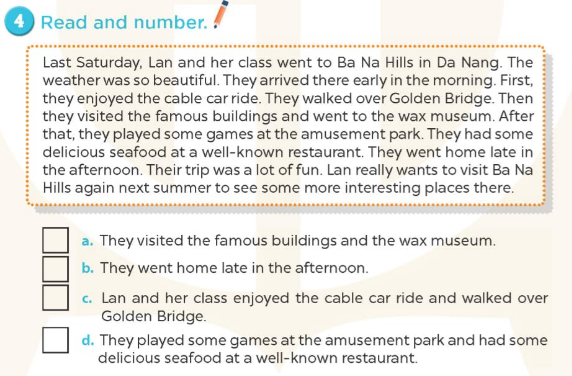 4 Read and number.
Last Saturday, Lan and her class went to Ba Na Hills in Da Nang. The
weather was so beautiful. They arrived there early in the morning. First,
they enjoyed the cable car ride. They walked over Golden Bridge. Then
they visited the famous buildings and went to the wax museum. After
that, they played some games at the amusement park. They had some
delicious seafood at a well-known restaurant. They went home late in
the afternoon. Their trip was a lot of fun. Lan really wants to visit Ba Na
Hills again next summer to see some more interesting places there.
a. They visited the famous buildings and the wax museum.
b. They went home late in the afternoon.
c. Lan and her class enjoyed the cable car ride and walked over
Golden Bridge.
d. They played some games at the amusement park and had some
delicious seafood at a well-known restaurant.